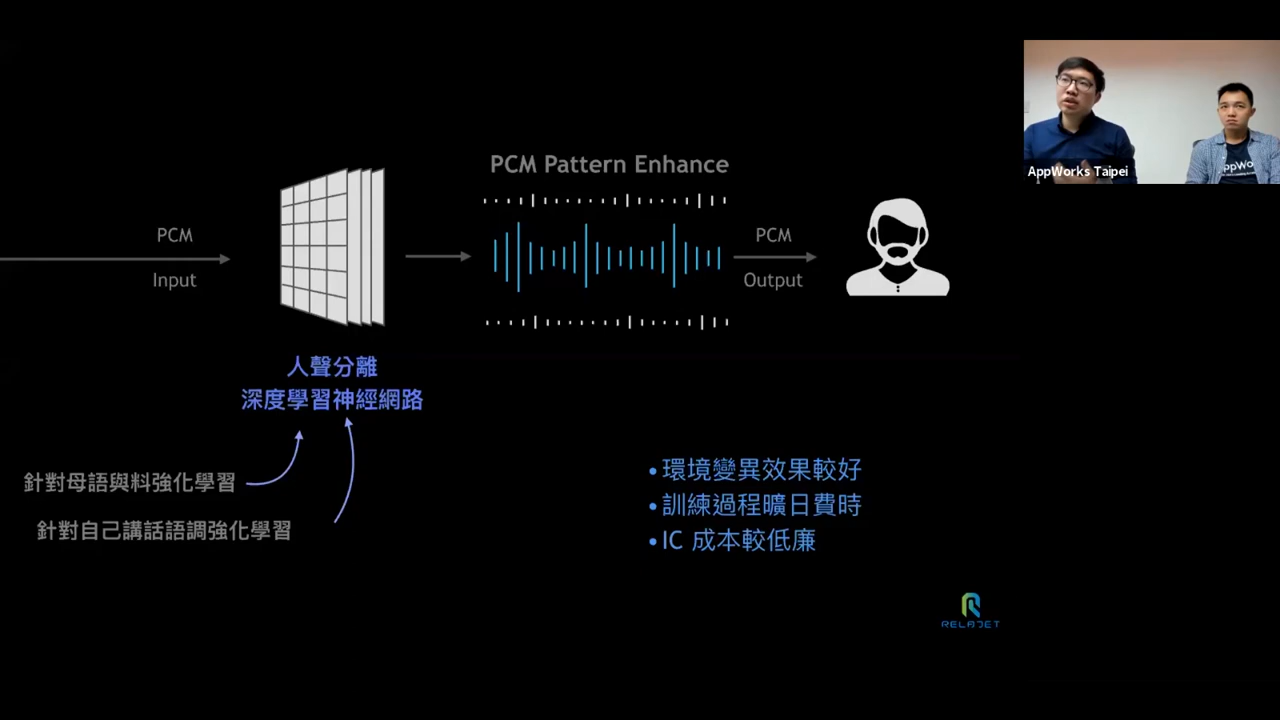 PCM Pattern Enhance
PCM
Input
PCM
Output
人聲分離
深度學習神經網路
針對母語與料強化學習
針對自己講話語調強化學習
•環境變異效果較好
•訓練過程曠日費時
•IC 成本較低廉
RELAJET
AppWorks Taipei
ppWo